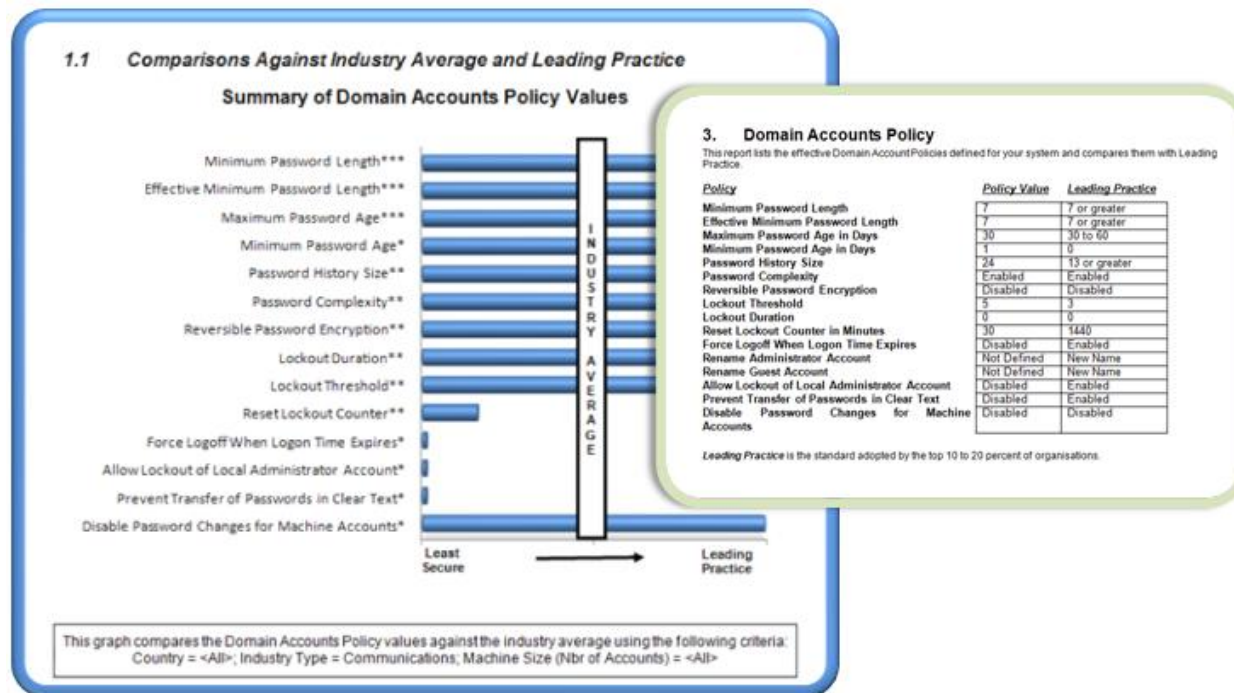 1.1 Comparisons Against Industry Average and Leading Practice
Summary of Domain Accounts Policy Values
Minimum Password Length***
Effective Minimum Password Length***
Maximum Password Age***
Minimum Password Age*
Password History Size**
Password Complexity**
Reversible Password Encryption**
Lockout Duration**
Lockout Threshold**
Reset Lockout Counter**
Force Logoff When Logon Time Expires*
Allow Lockout of Local Administrator Account*
Prevent Transfer of Passwords in Clear Text*
Disable Password Changes for Machine Accounts*
INDUSTRY AVERAGE
Least
Secure
Leading
Practice
This graph compares the Domain Accounts Policy values against the industry average using the following criteria:
Country = <All>; Industry Type = Communications; Machine Size (Nbr of Accounts) = <All>
3. Domain Accounts Policy
This report lists the effective Domain Account Policies defined for your system and compares them with Leading
Practice.
Policy Policy Value Leading Practice
Minimum Password Length 7 7 or greater
Effective Minimum Password Length 7 7 or greater
Maximum Password Age in Days 30 30 to 60
Minimum Password Age in Days 1 0
Password History Size 24 13 or greater
Password Complexity Enabled Enabled
Reversible Password Encryption Disabled Disabled
Lockout Threshold 5 3
Lockout Duration 0 0
Reset Lockout Counter in Minutes 30 1440
Force Logoff When Logon Time Expires Disabled Enabled
Rename Administrator Account Not Defined New Name
Rename Guest Account Not Defined New Name
Allow Lockout of Local Administrator Account Disabled Enabled
Prevent Transfer of Passwords in Clear Text Disabled Enabled
Disable Password Changes for Machine Disabled Disabled
Accounts
Leading Practice is the standard adopted by the top 10 to 20 percent of organisations.